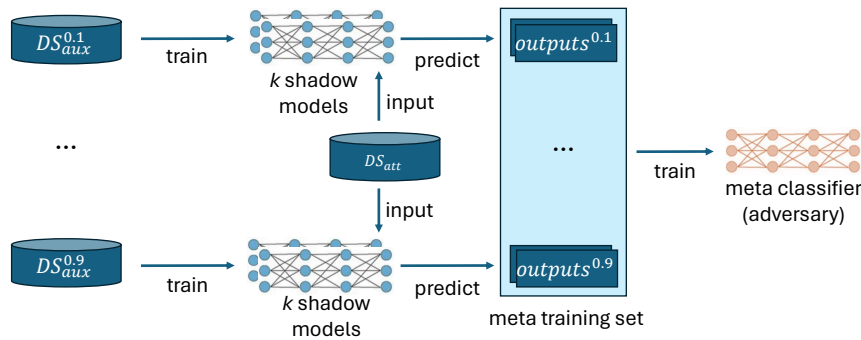 DS_aux^0.1
train
k shadow
models
predict
outputs^0.1
input
...
DS_att
...
train
meta classifier
(adversary)
input
DS_aux^0.9
train
k shadow
models
predict
outputs^0.9
meta training set